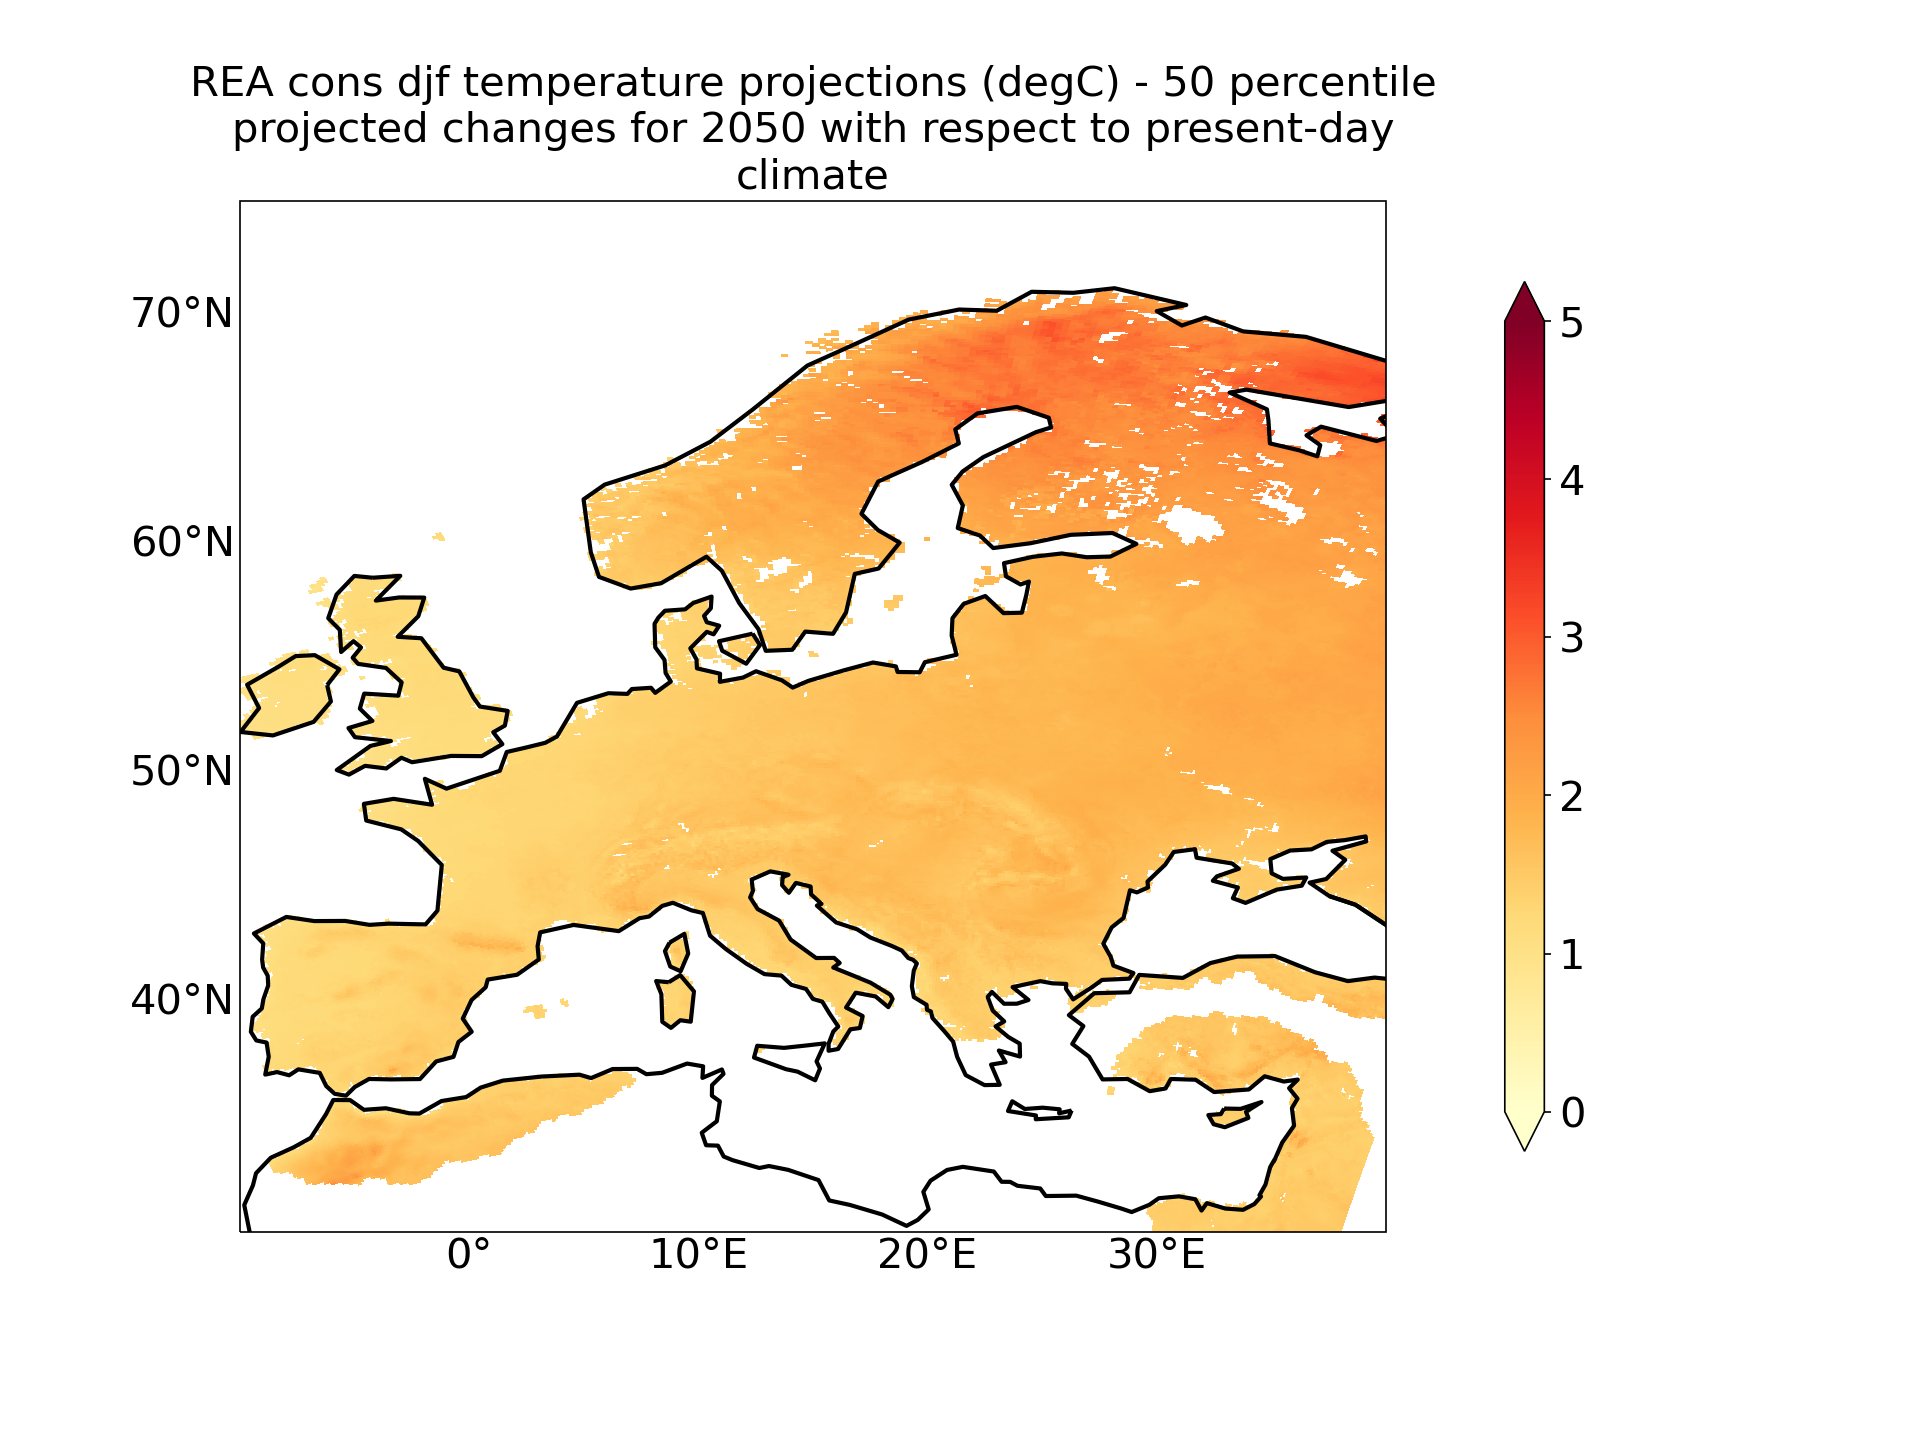 REA cons djf temperature projections (degC) - 50 percentile
projected changes for 2050 with respect to present-day
climate
70°N
60°N
50°N
40°N
0°
10°E
20°E
30°E
5
4
3
2
1
0